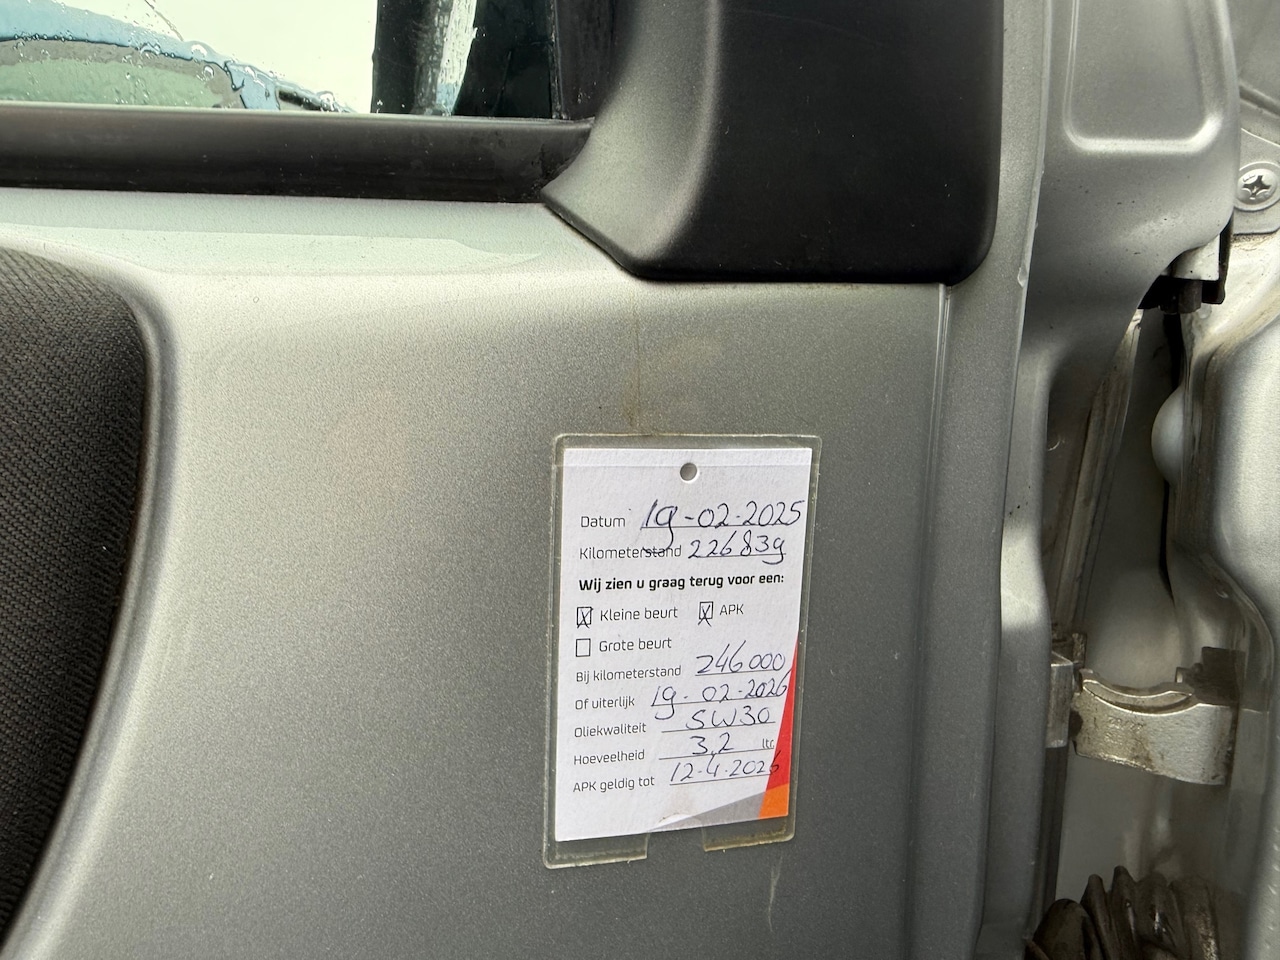 Datum 19-02-2025
Kilometerstand 226839
Wij zien u graag terug voor een:
Kleine beurt APK
Grote beurt
Bij kilometerstand 246000
Of uiterlijk 19-02-2026
Oliekwaliteit 5W30
Hoeveelheid 3,2 ltr
APK geldig tot 12-4-2026